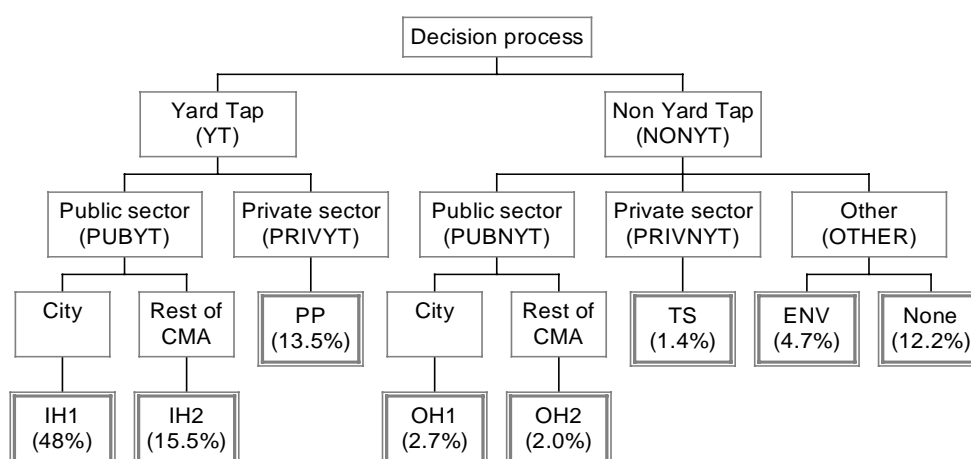 Decision process
Yard Tap
(YT)
Non Yard Tap
(NONYT)
Public sector
(PUBYT)
Private sector
(PRIVYT)
Public sector
(PUBNYT)
Private sector
(PRIVNYT)
Other
(OTHER)
City
Rest of
CMA
PP
(13.5%)
City
Rest of
CMA
TS
(1.4%)
ENV
(4.7%)
None
(12.2%)
IH1
(48%)
IH2
(15.5%)
OH1
(2.7%)
OH2
(2.0%)